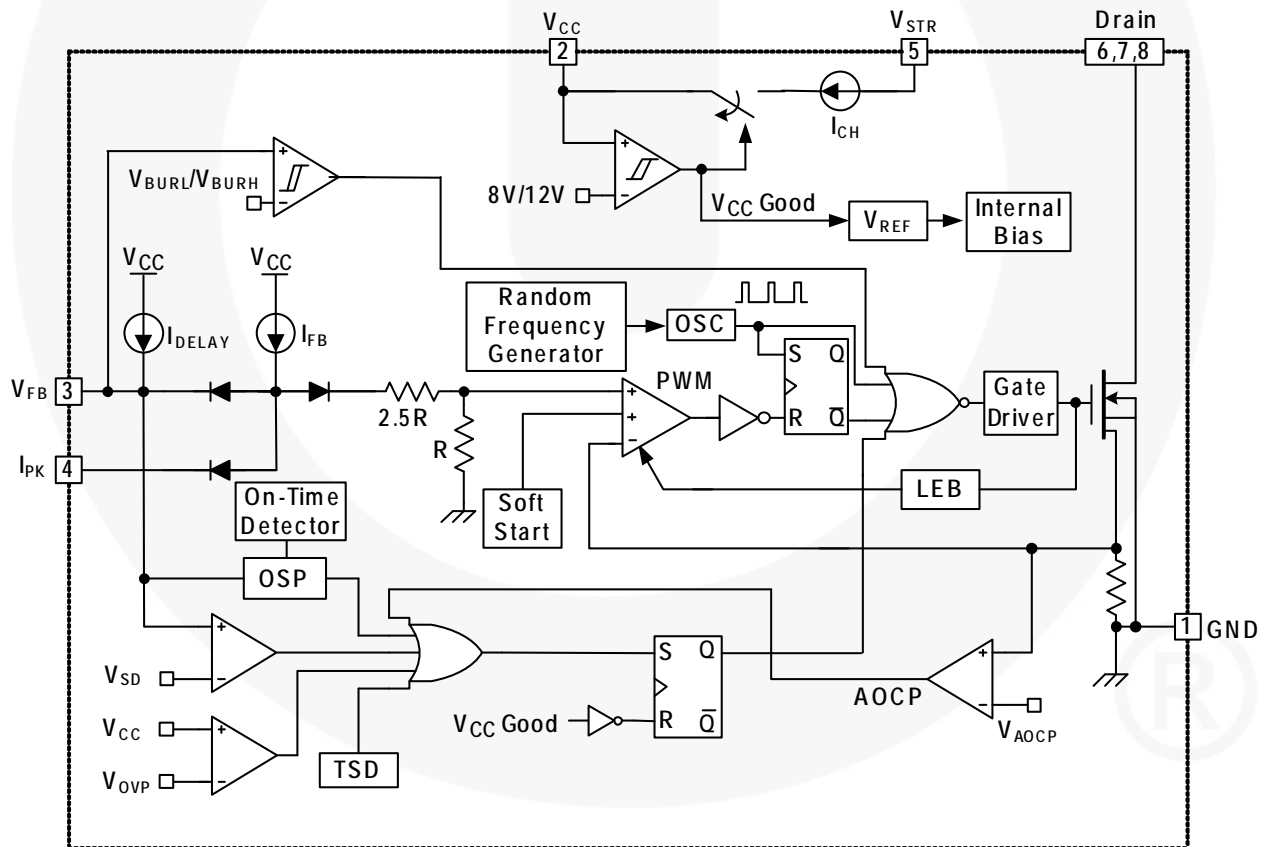 VCC
VSTR
Drain
2
5
6,7,8
ICH
+
-
VBURL/VBURH
+
-
8V/12V
VCC Good
VREF
Internal
Bias
VCC
VCC
IDELAY
IFB
Random
Frequency
Generator
OSC
S Q
R Q̅
PWM
+
+
-
VFB 3
2.5R
R
Gate
Driver
IPK 4
LEB
Soft
Start
On-Time
Detector
OSP
+
-
VSD
VCC
+
VOVP
-
TSD
S Q
R Q̅
VCC Good
AOCP
+
-
VAOCP
1 GND
®